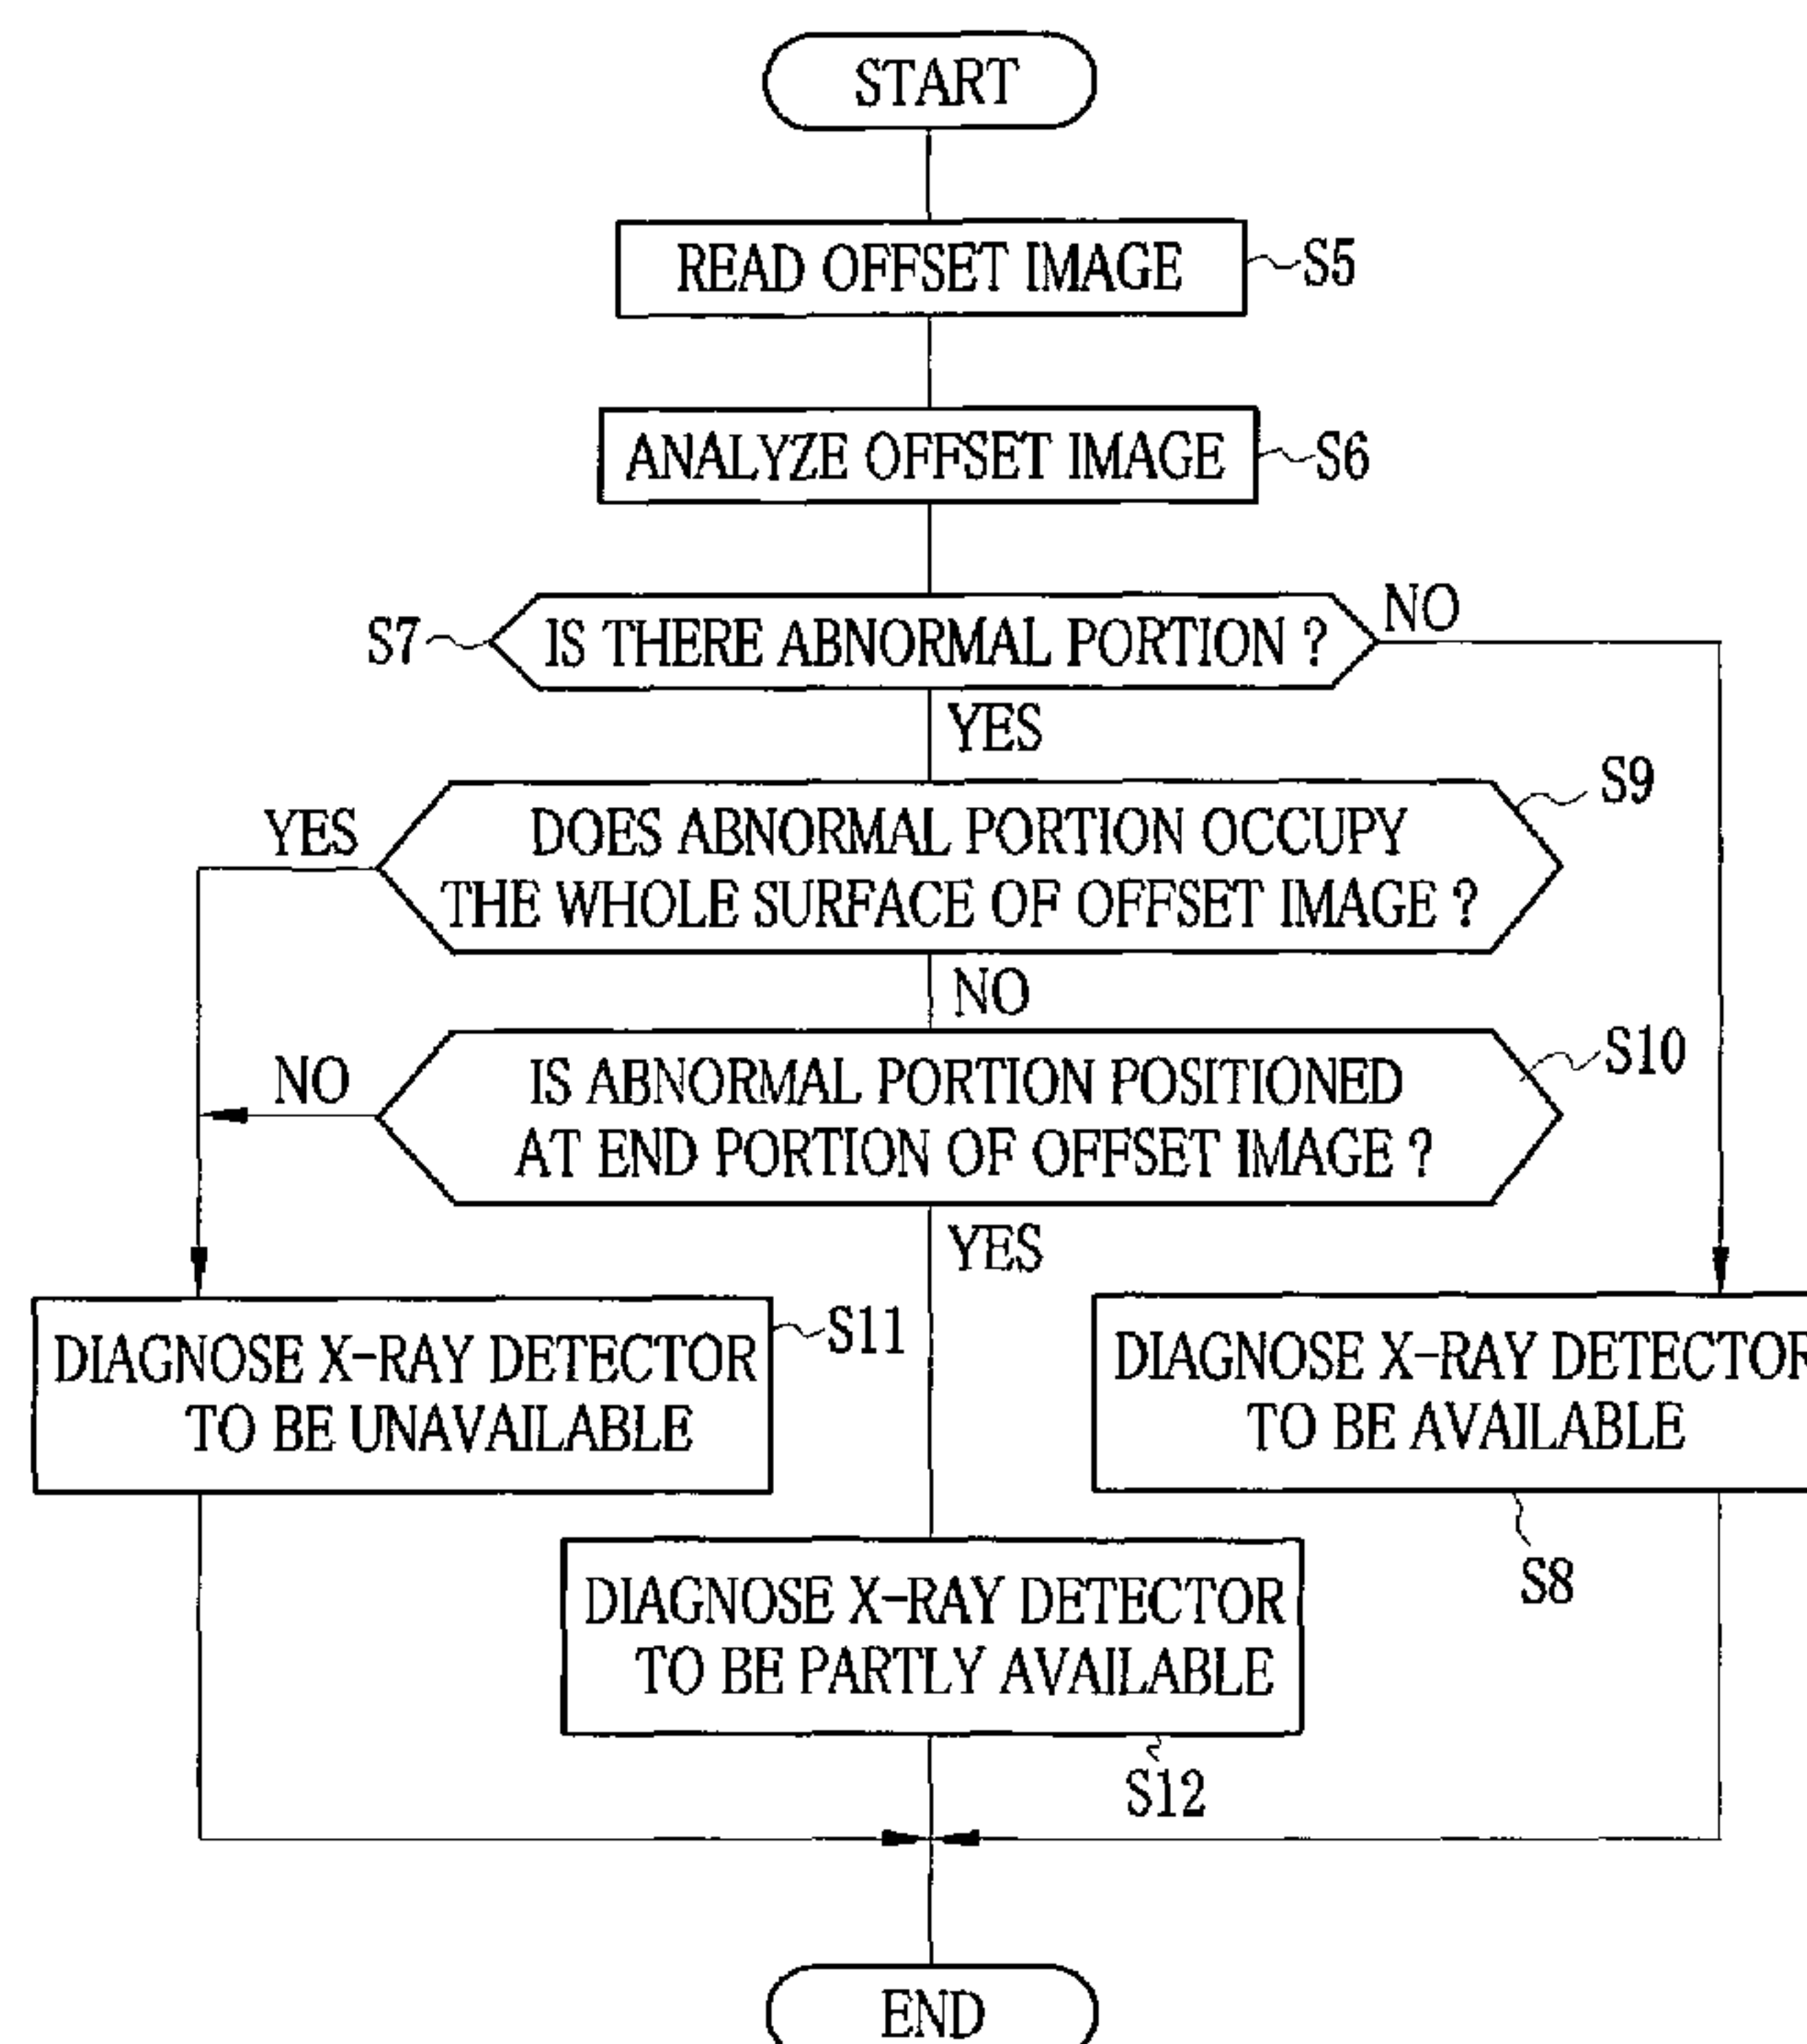 START
READ OFFSET IMAGE
S5
ANALYZE OFFSET IMAGE
S6
S7
IS THERE ABNORMAL PORTION ?
NO
YES
S9
YES
DOES ABNORMAL PORTION OCCUPY
THE WHOLE SURFACE OF OFFSET IMAGE ?
NO
S10
NO
IS ABNORMAL PORTION POSITIONED
AT END PORTION OF OFFSET IMAGE ?
YES
S11
DIAGNOSE X-RAY DETECTOR
TO BE UNAVAILABLE
DIAGNOSE X-RAY DETECTOR
TO BE AVAILABLE
S8
DIAGNOSE X-RAY DETECTOR
TO BE PARTLY AVAILABLE
S12
END